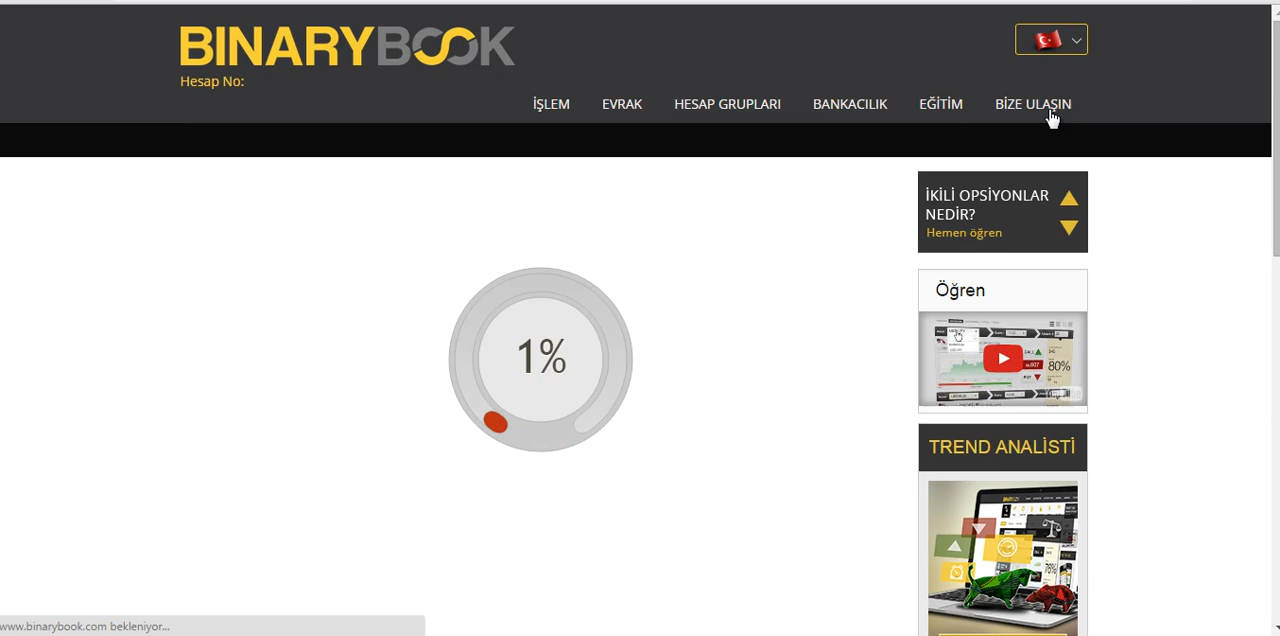 BINARYBOOK
Hesap No:
İŞLEM
EVRAK
HESAP GRUPLARI
BANKACILIK
EĞİTİM
BİZE ULAŞIN
İKİLİ OPSİYONLAR
NEDİR?
Hemen öğren
Öğren
80%
1%
TREND ANALİSTİ
www.binarybook.com bekleniyor...